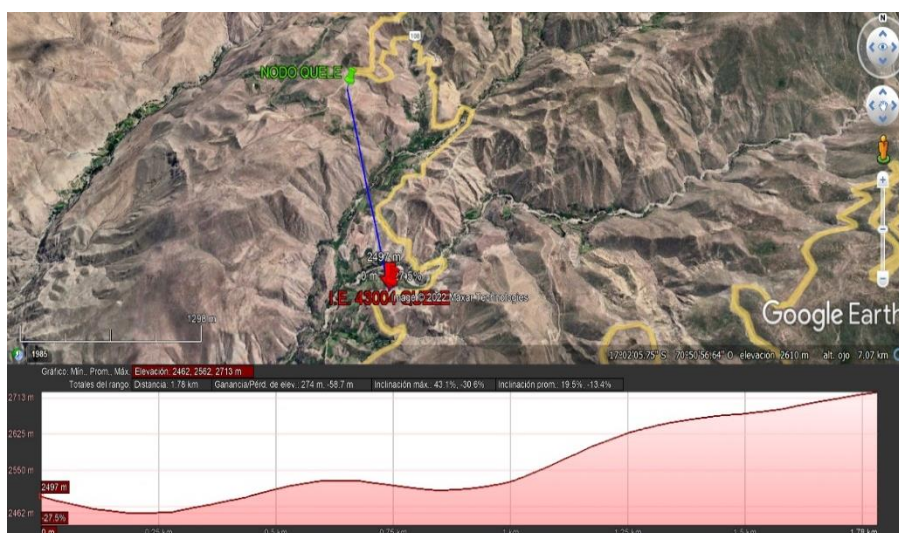 N
108
NODO QUELE
2497 m
0 m
I.E. 43004
Image © 2022 Maxar Technologies
1298 m
Google Earth
1985
17°02'05.75" S 70°50'56.64" O elevación 2610 m alt. ojo 7.07 km
Gráfico: Mín., Prom., Máx. Elevación: 2462, 2562, 2713 m
Totales del rango: Distancia: 1.78 km Ganancia/Pérd. de elev.: 274 m, -58.7 m Inclinación máx.: 43.1%, -30.6% Inclinación prom.: 19.5%, -13.4%
2713 m
2625 m
2550 m
2497 m
2462 m
-27.5%
0 m
0.25 km
0.5 km
0.75 km
1 km
1.25 km
1.5 km
1.78 km